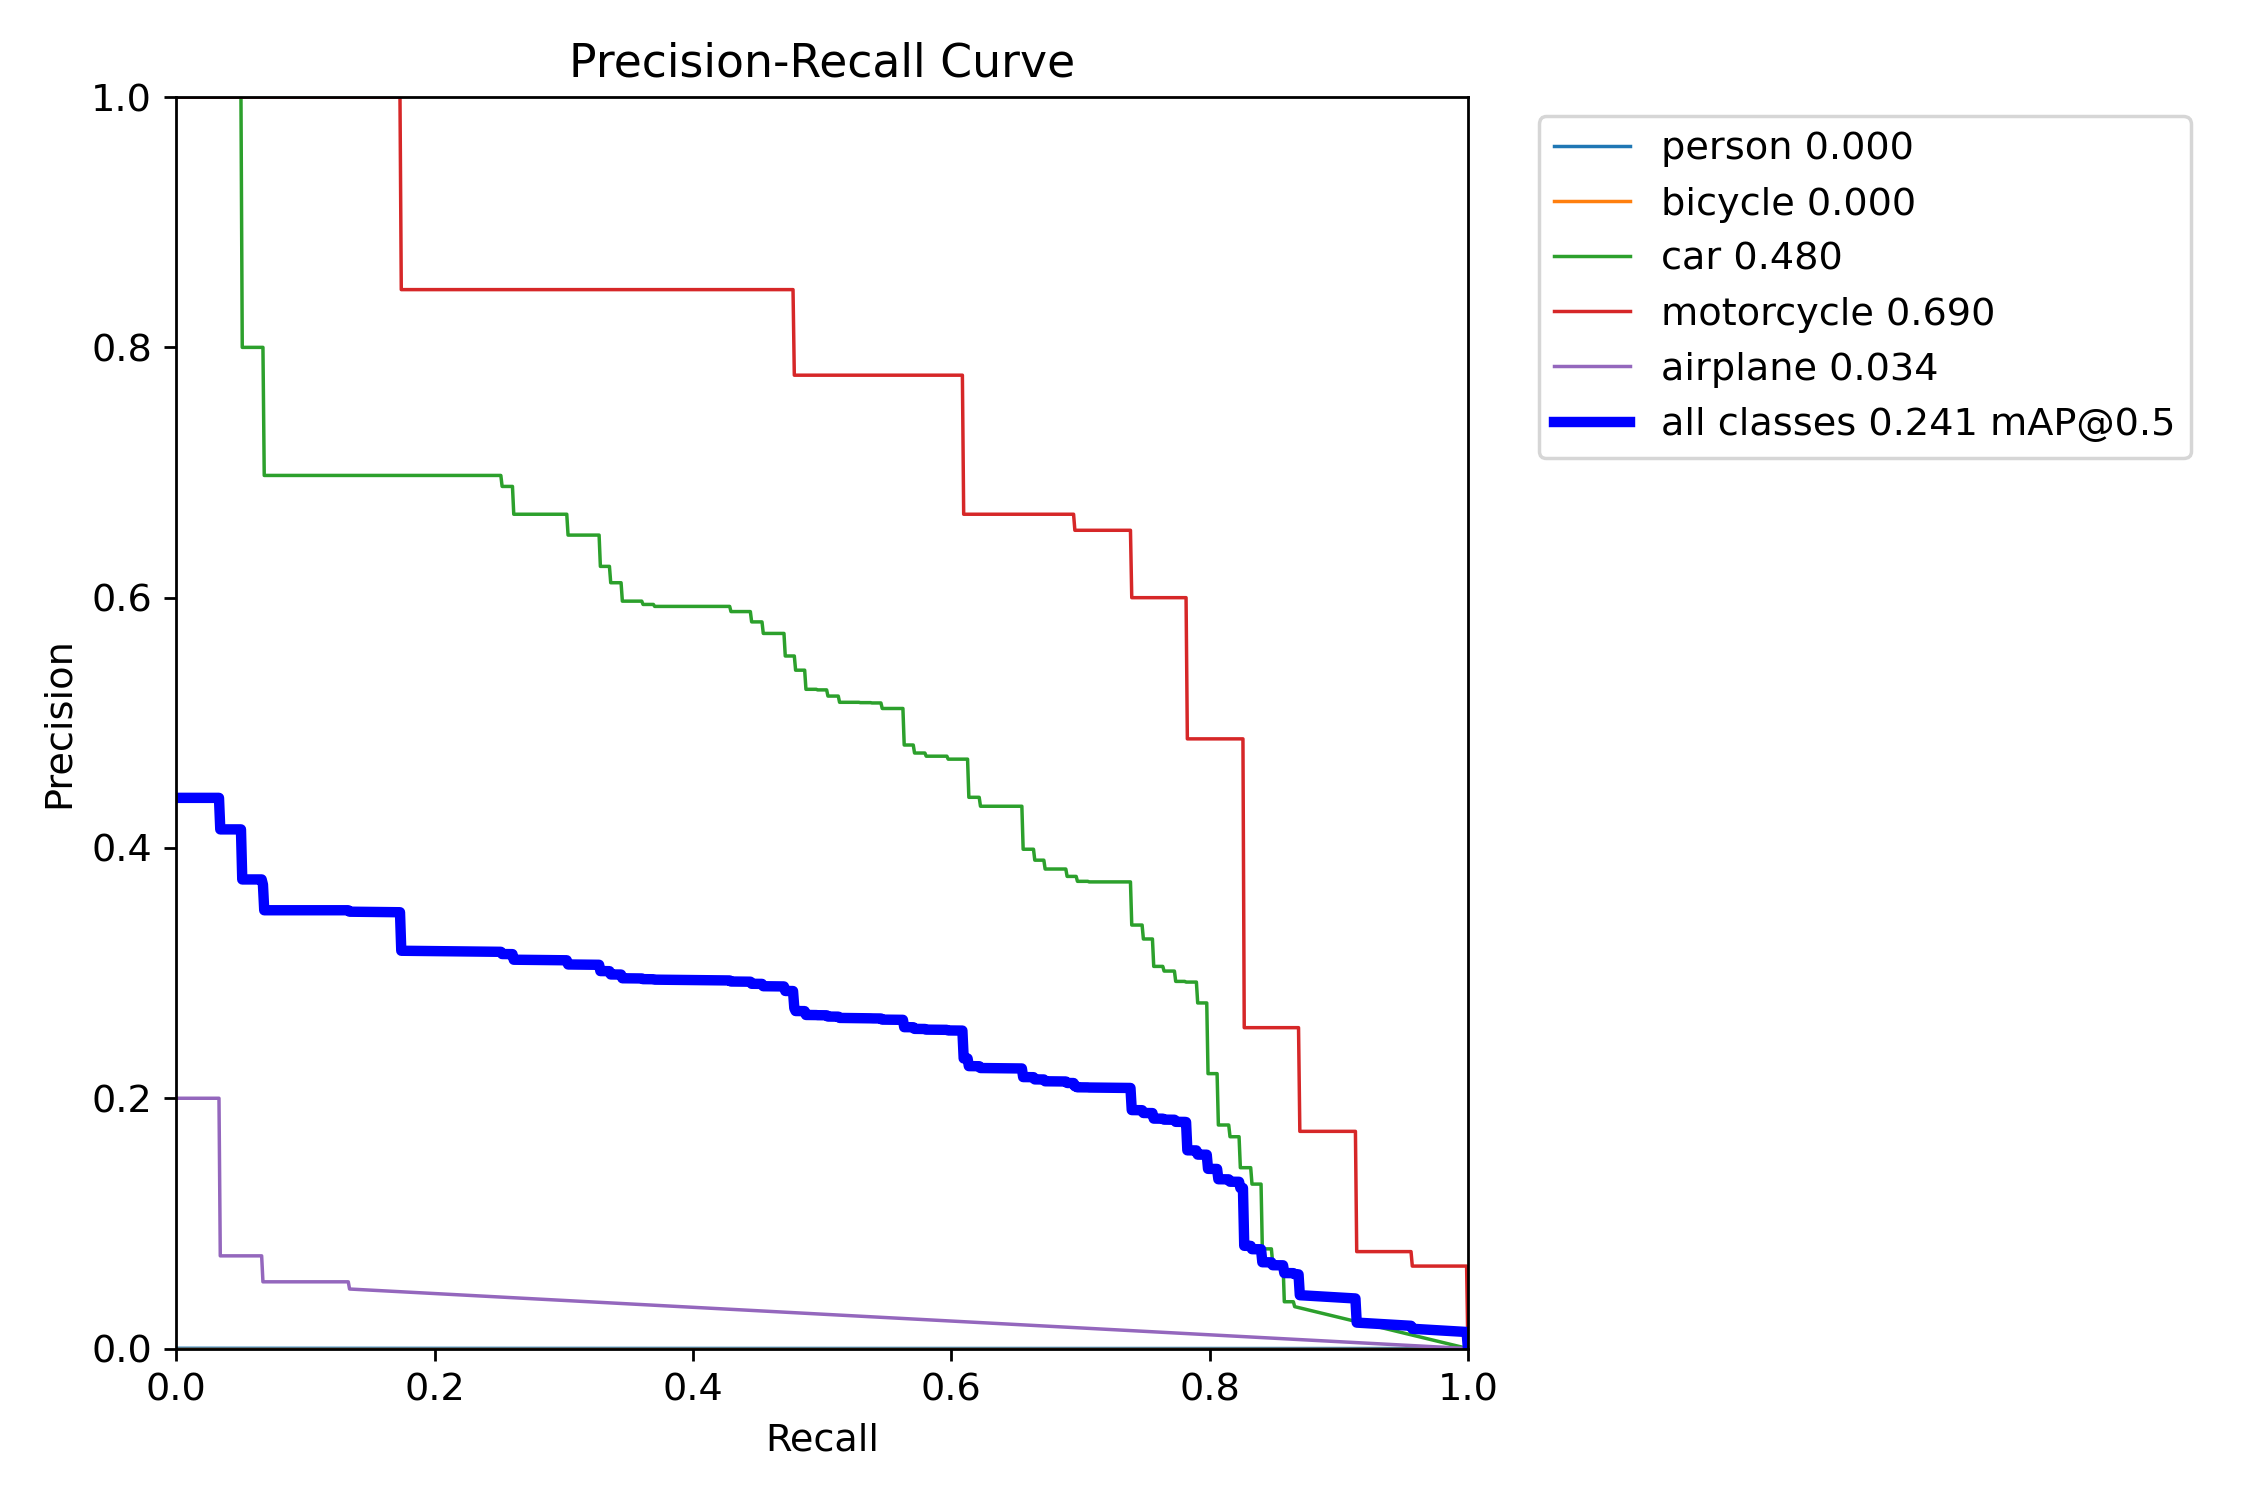 Precision-Recall Curve
1.0
0.8
0.6
0.4
0.2
0.0
Precision
0.0 0.2 0.4 0.6 0.8 1.0
Recall
person 0.000
bicycle 0.000
car 0.480
motorcycle 0.690
airplane 0.034
all classes 0.241 mAP@0.5